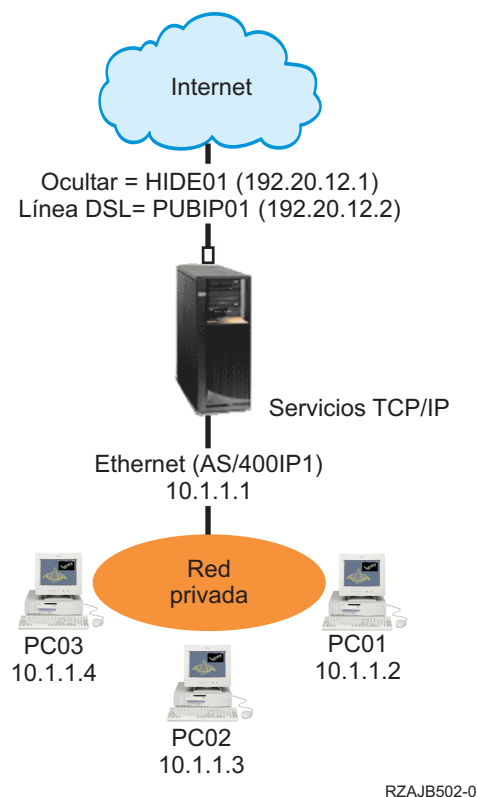 Internet
Ocultar = HIDE01 (192.20.12.1)
Línea DSL= PUBIP01 (192.20.12.2)
Servicios TCP/IP
Ethernet (AS/400IP1)
10.1.1.1
Red
privada
PC03
10.1.1.4
PC01
10.1.1.2
PC02
10.1.1.3
RZAJB502-0